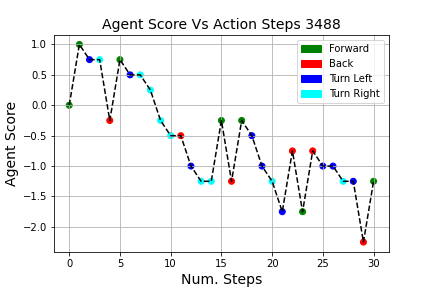 Agent Score Vs Action Steps 3488
Agent Score
1.0
0.5
0.0
−0.5
−1.0
−1.5
−2.0
Forward
Back
Turn Left
Turn Right
0 5 10 15 20 25 30
Num. Steps